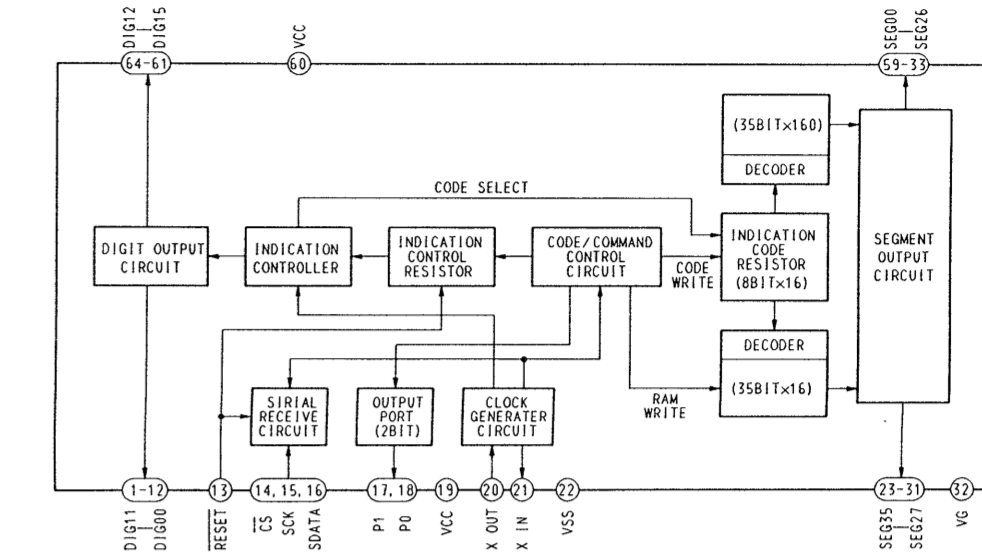 DIG12
DIG15
VCC
SEG00
SEG26
64-61
60
59-33
(35BIT×160)
DECODER
CODE SELECT
DIGIT OUTPUT
CIRCUIT
INDICATION
CONTROLLER
INDICATION
CONTROL
RESISTOR
CODE/COMMAND
CONTROL
CIRCUIT
CODE
WRITE
INDICATION
CODE
RESISTOR
(8BIT×16)
SEGMENT
OUTPUT
CIRCUIT
DECODER
(35BIT×16)
RAM
WRITE
SIRIAL
RECEIVE
CIRCUIT
OUTPUT
PORT
(2BIT)
CLOCK
GENERATER
CIRCUIT
1-12
13
14, 15, 16
17, 18
19
20
21
22
23-31
32
DIG11
DIG00
RESET
CS
SCK
SDATA
P1
P0
VCC
X OUT
X IN
VSS
SEG35
SEG27
VG